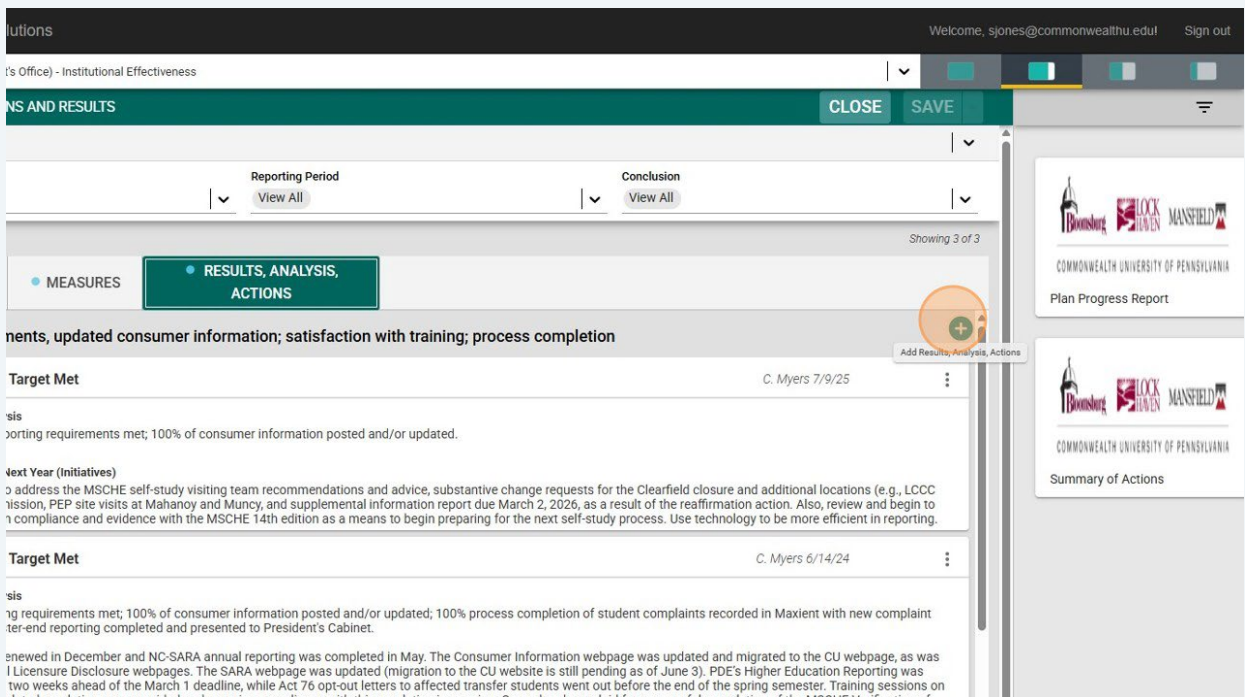 lutions
Welcome, sjones@commonwealthu.edu!
Sign out
t's Office) - Institutional Effectiveness
NS AND RESULTS
CLOSE
SAVE
Reporting Period
View All
Conclusion
View All
Showing 3 of 3
MEASURES
RESULTS, ANALYSIS,
ACTIONS
nents, updated consumer information; satisfaction with training; process completion
Add Results, Analysis, Actions
Target Met
C. Myers 7/9/25
sis
orting requirements met; 100% of consumer information posted and/or updated.
Next Year (Initiatives)
o address the MSCHE self-study visiting team recommendations and advice, substantive change requests for the Clearfield closure and additional locations (e.g., LCCC
nission, PEP site visits at Mahanoy and Muncy, and supplemental information report due March 2, 2026, as a result of the reaffirmation action. Also, review and begin to
n compliance and evidence with the MSCHE 14th edition as a means to begin preparing for the next self-study process. Use technology to be more efficient in reporting.
Target Met
C. Myers 6/14/24
sis
ng requirements met; 100% of consumer information posted and/or updated; 100% process completion of student complaints recorded in Maxient with new complaint
ter-end reporting completed and presented to President's Cabinet.
enewed in December and NC-SARA annual reporting was completed in May. The Consumer Information webpage was updated and migrated to the CU webpage, as was
l Licensure Disclosure webpages. The SARA webpage was updated (migration to the CU website is still pending as of June 3). PDE's Higher Education Reporting was
two weeks ahead of the March 1 deadline, while Act 76 opt-out letters to affected transfer students went out before the end of the spring semester. Training sessions on
Bloomsburg
LOCK
HAVEN
MANSFIELD
COMMONWEALTH UNIVERSITY OF PENNSYLVANIA
Plan Progress Report
Bloomsburg
LOCK
HAVEN
MANSFIELD
COMMONWEALTH UNIVERSITY OF PENNSYLVANIA
Summary of Actions